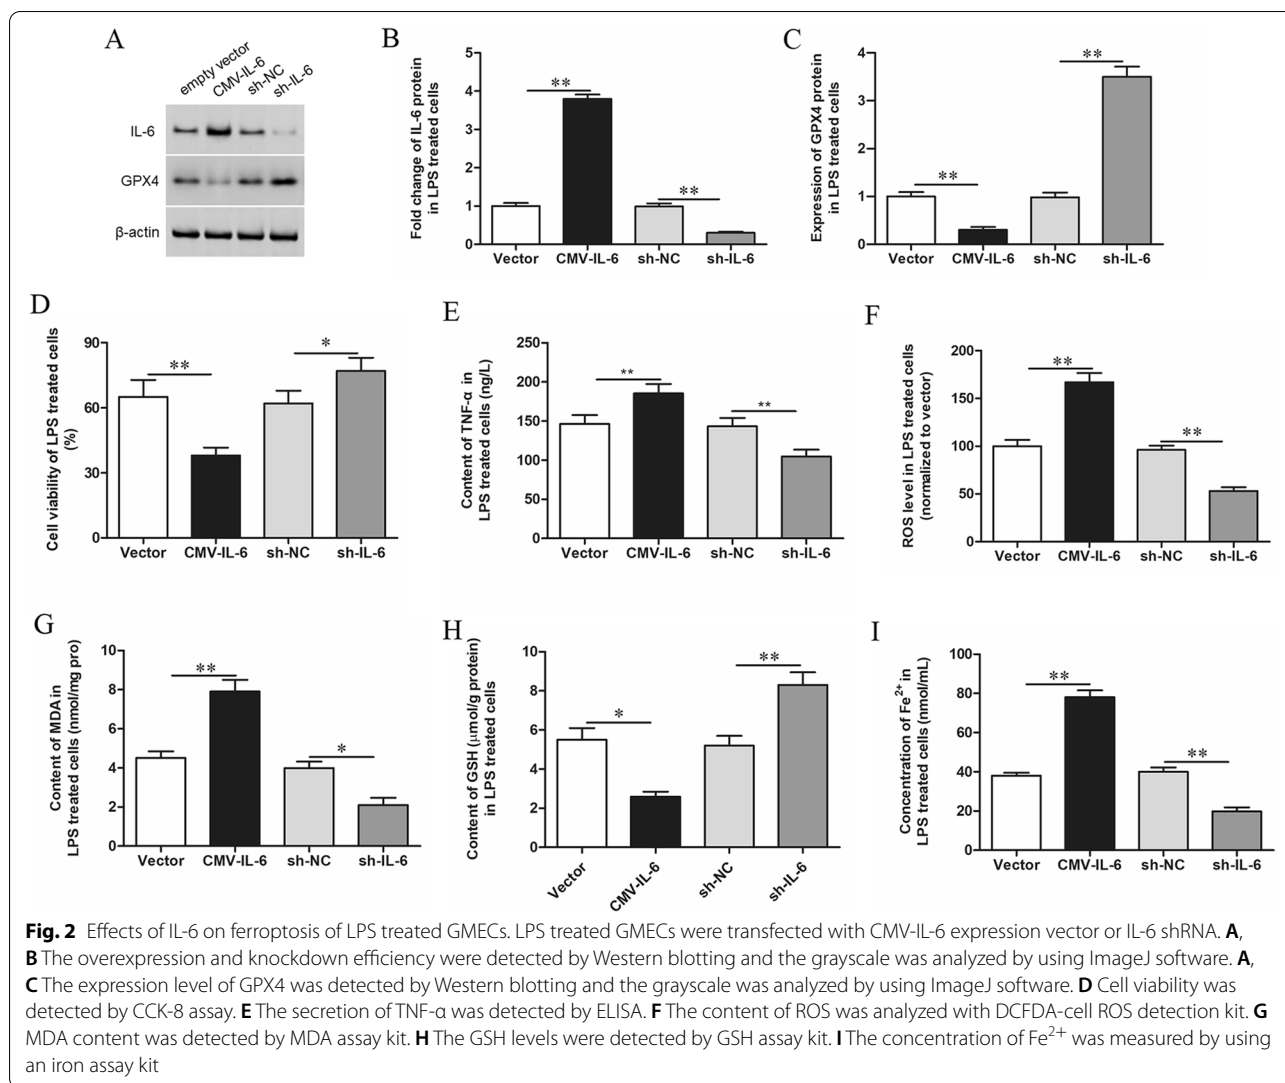 A
empty vector
CMV-IL-6
sh-NC
sh-IL-6
IL-6
GPX4
β-actin
B
Fold change of IL-6 protein
in LPS treated cells
5
4
3
2
1
0
**
**
Vector CMV-IL-6 sh-NC sh-IL-6
C
Expression of GPX4 protein
in LPS treated cells
4
3
2
1
0
**
**
Vector CMV-IL-6 sh-NC sh-IL-6
D
Cell viability of LPS treated cells
(%)
90
60
30
0
**
*
Vector CMV-IL-6 sh-NC sh-IL-6
E
Content of TNF-α in
LPS treated cells (ng/L)
250
200
150
100
50
0
**
**
Vector CMV-IL-6 sh-NC sh-IL-6
F
ROS level in LPS treated cells
(normalized to vector)
200
150
100
50
0
**
**
Vector CMV-IL-6 sh-NC sh-IL-6
G
Content of MDA in
LPS treated cells (nmol/mg pro)
10
8
6
4
2
0
**
*
Vector CMV-IL-6 sh-NC sh-IL-6
H
Content of GSH (μmol/g protein)
in LPS treated cells
10
8
6
4
2
0
*
**
Vector CMV-IL-6 sh-NC sh-IL-6
I
Concentration of Fe²⁺ in
LPS treated cells (nmol/mL)
100
80
60
40
20
0
**
**
Vector CMV-IL-6 sh-NC sh-IL-6
Fig. 2 Effects of IL-6 on ferroptosis of LPS treated GMECs. LPS treated GMECs were transfected with CMV-IL-6 expression vector or IL-6 shRNA. A,
B The overexpression and knockdown efficiency were detected by Western blotting and the grayscale was analyzed by using ImageJ software. A,
C The expression level of GPX4 was detected by Western blotting and the grayscale was analyzed by using ImageJ software. D Cell viability was
detected by CCK-8 assay. E The secretion of TNF-α was detected by ELISA. F The content of ROS was analyzed with DCFDA-cell ROS detection kit. G
MDA content was detected by MDA assay kit. H The GSH levels were detected by GSH assay kit. I The concentration of Fe²⁺ was measured by using
an iron assay kit